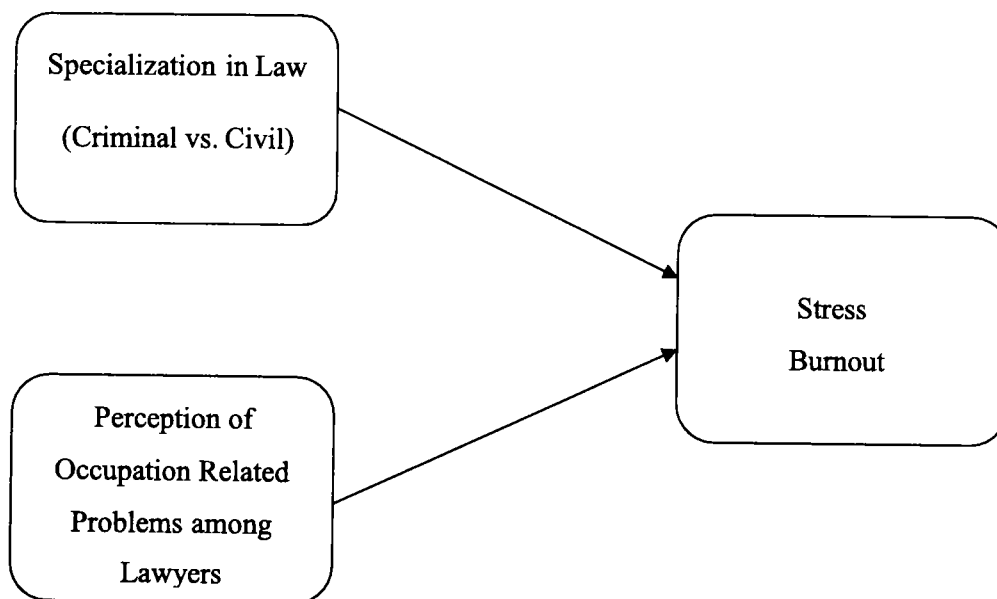 Specialization in Law
(Criminal vs. Civil)
Stress
Burnout
Perception of
Occupation Related
Problems among
Lawyers